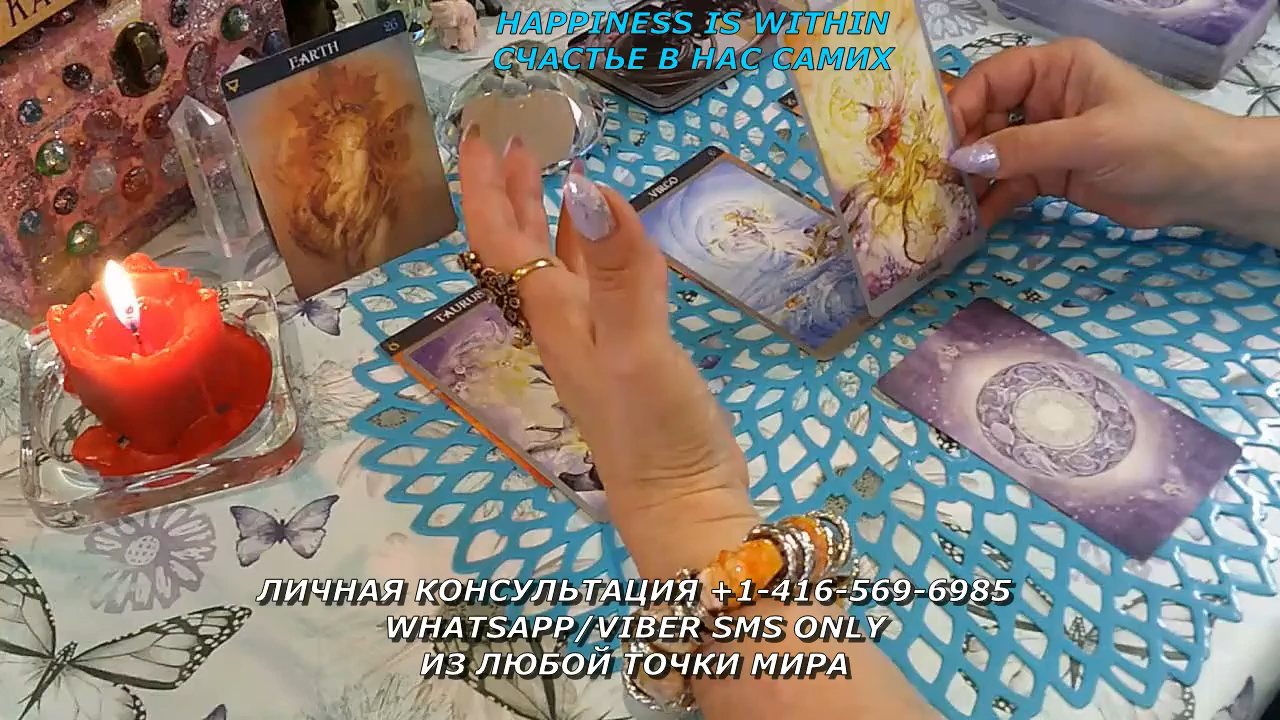 HAPPINESS IS WITHIN
СЧАСТЬЕ В НАС САМИХ
КА
26
EARTH
VIRGO
TAURUS
ЛИЧНАЯ КОНСУЛЬТАЦИЯ +1-416-569-6985
WHATSAPP/VIBER SMS ONLY
ИЗ ЛЮБОЙ ТОЧКИ МИРА